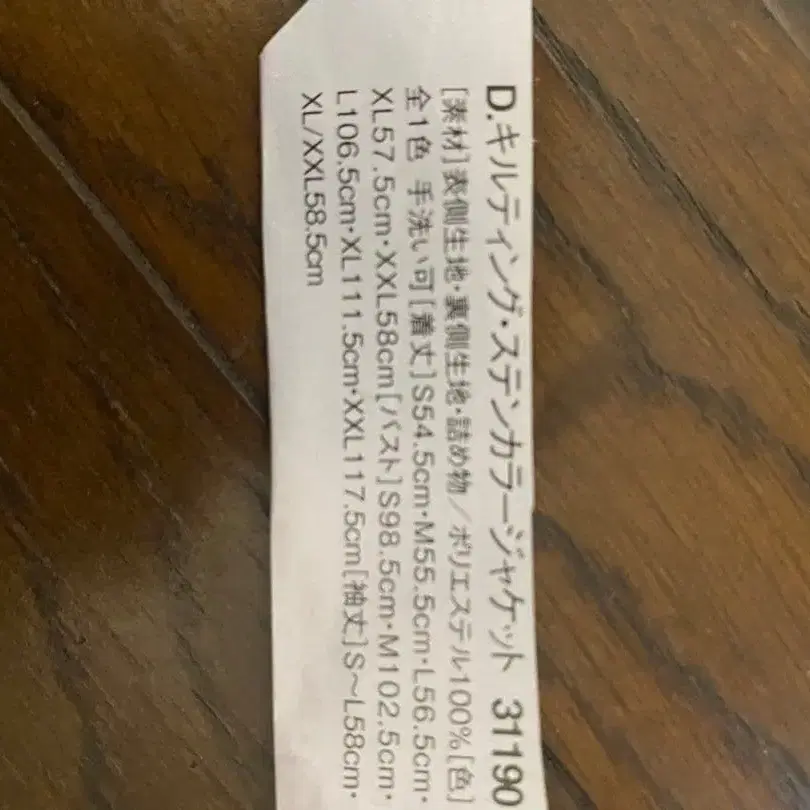 D.キルティング・ステンカラージャケット 31190
[素材]表側生地・裏側生地・詰め物／ポリエステル100%[色]
全1色 手洗い可[着丈]S54.5cm・M55.5cm・L56.5cm・
XL57.5cm・XXL58cm[バスト]S98.5cm・M102.5cm・
L106.5cm・XL111.5cm・XXL117.5cm[袖丈]S〜L58cm・
XL/XXL58.5cm